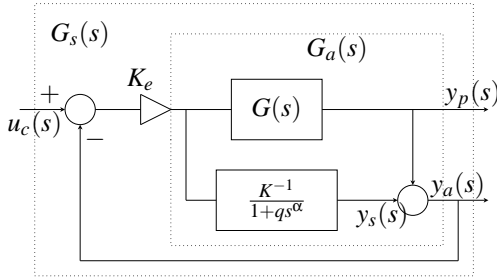 G_s(s)
G_a(s)
K_e
+
G(s)
y_p(s)
u_c(s)
−
K^{-1}
1+qs^α
y_s(s)
y_a(s)